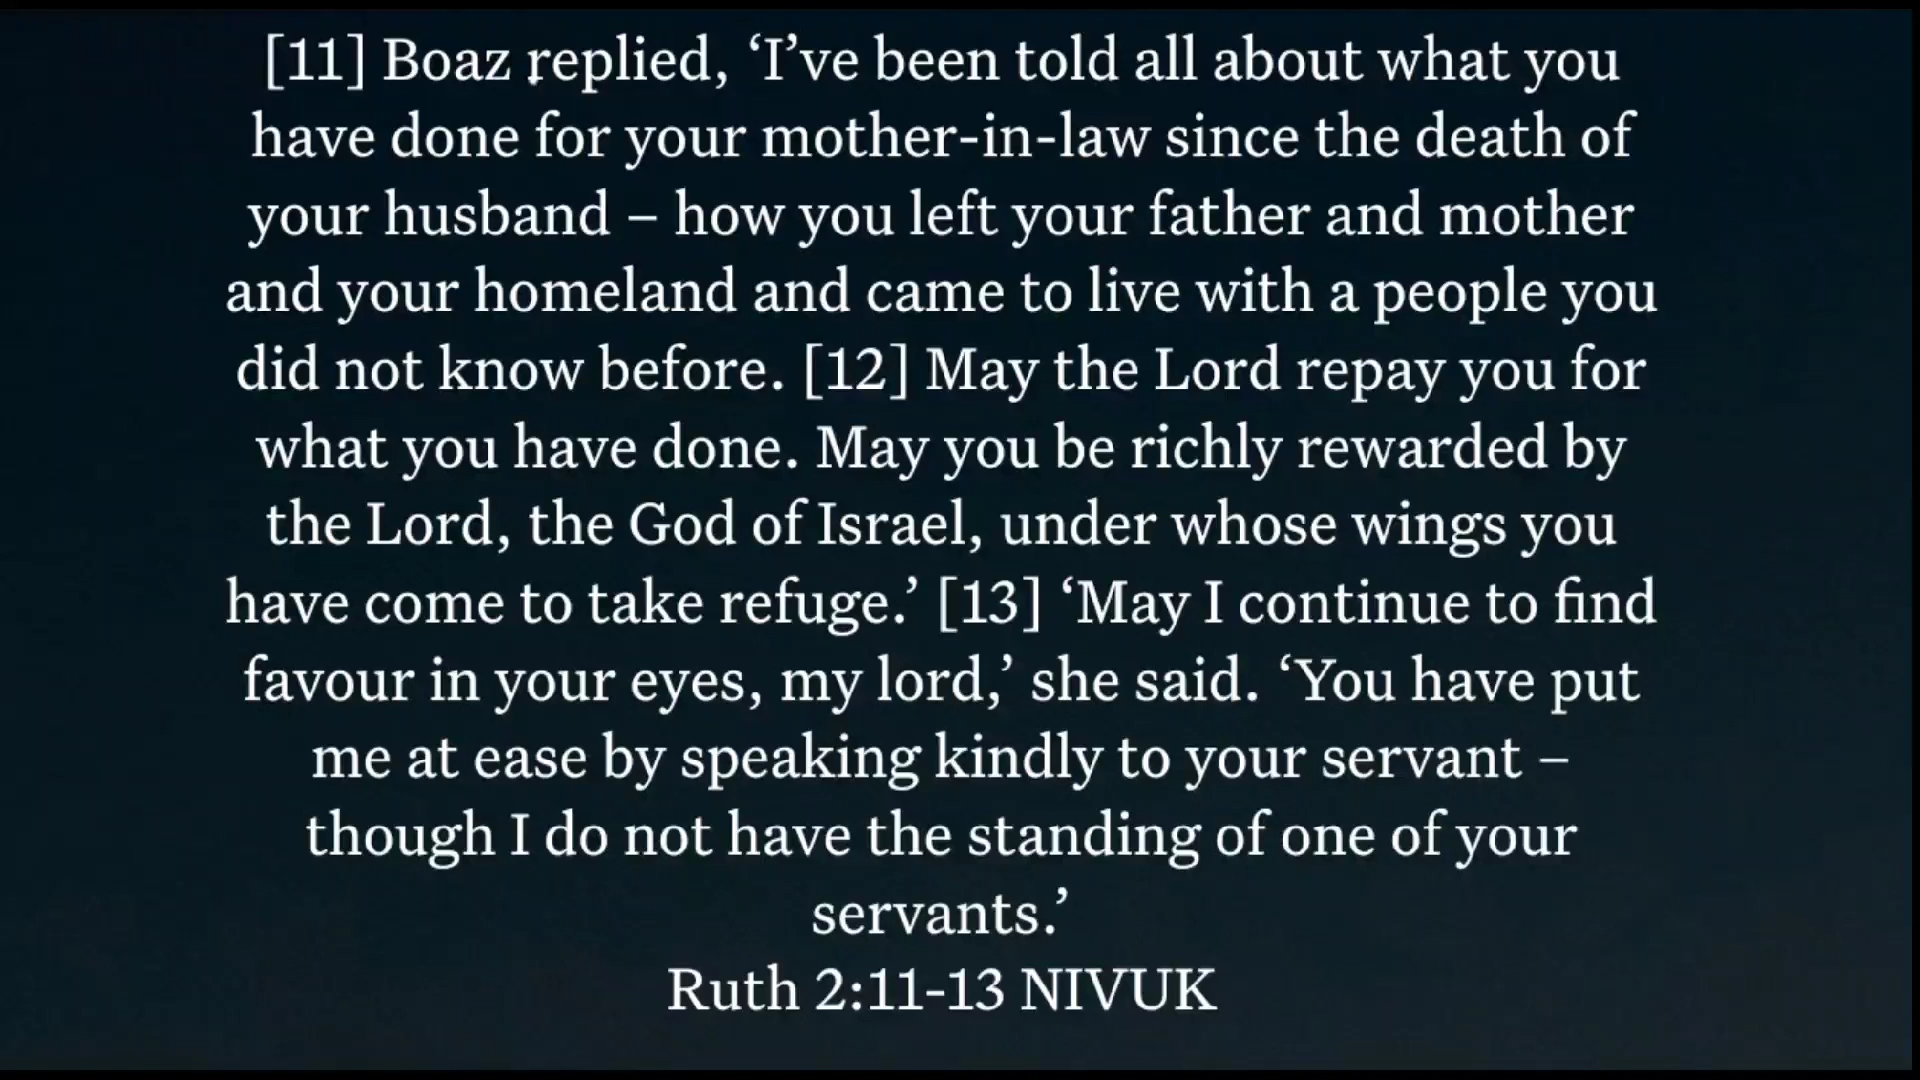 [11] Boaz replied, ‘I’ve been told all about what you
have done for your mother-in-law since the death of
your husband – how you left your father and mother
and your homeland and came to live with a people you
did not know before. [12] May the Lord repay you for
what you have done. May you be richly rewarded by
the Lord, the God of Israel, under whose wings you
have come to take refuge.’ [13] ‘May I continue to find
favour in your eyes, my lord,’ she said. ‘You have put
me at ease by speaking kindly to your servant –
though I do not have the standing of one of your
servants.’
Ruth 2:11-13 NIVUK